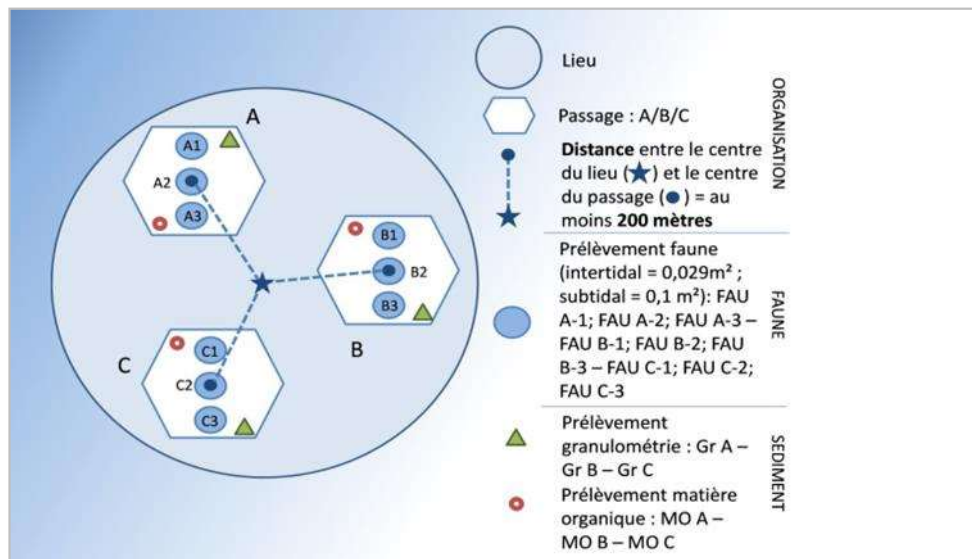 A
A1
A2
A3
B1
B2
B3
B
C
C1
C2
C3
Lieu
Passage : A/B/C
Distance entre le centre
du lieu (★) et le centre
du passage (●) = au
moins 200 mètres
ORGANISATION
Prélèvement faune
(intertidal = 0,029m² ;
subtidal = 0,1 m²): FAU
A-1; FAU A-2; FAU A-3 –
FAU B-1; FAU B-2; FAU
B-3 – FAU C-1; FAU C-2;
FAU C-3
FAUNE
Prélèvement
granulométrie : Gr A –
Gr B – Gr C
Prélèvement matière
organique : MO A –
MO B – MO C
SEDIMENT